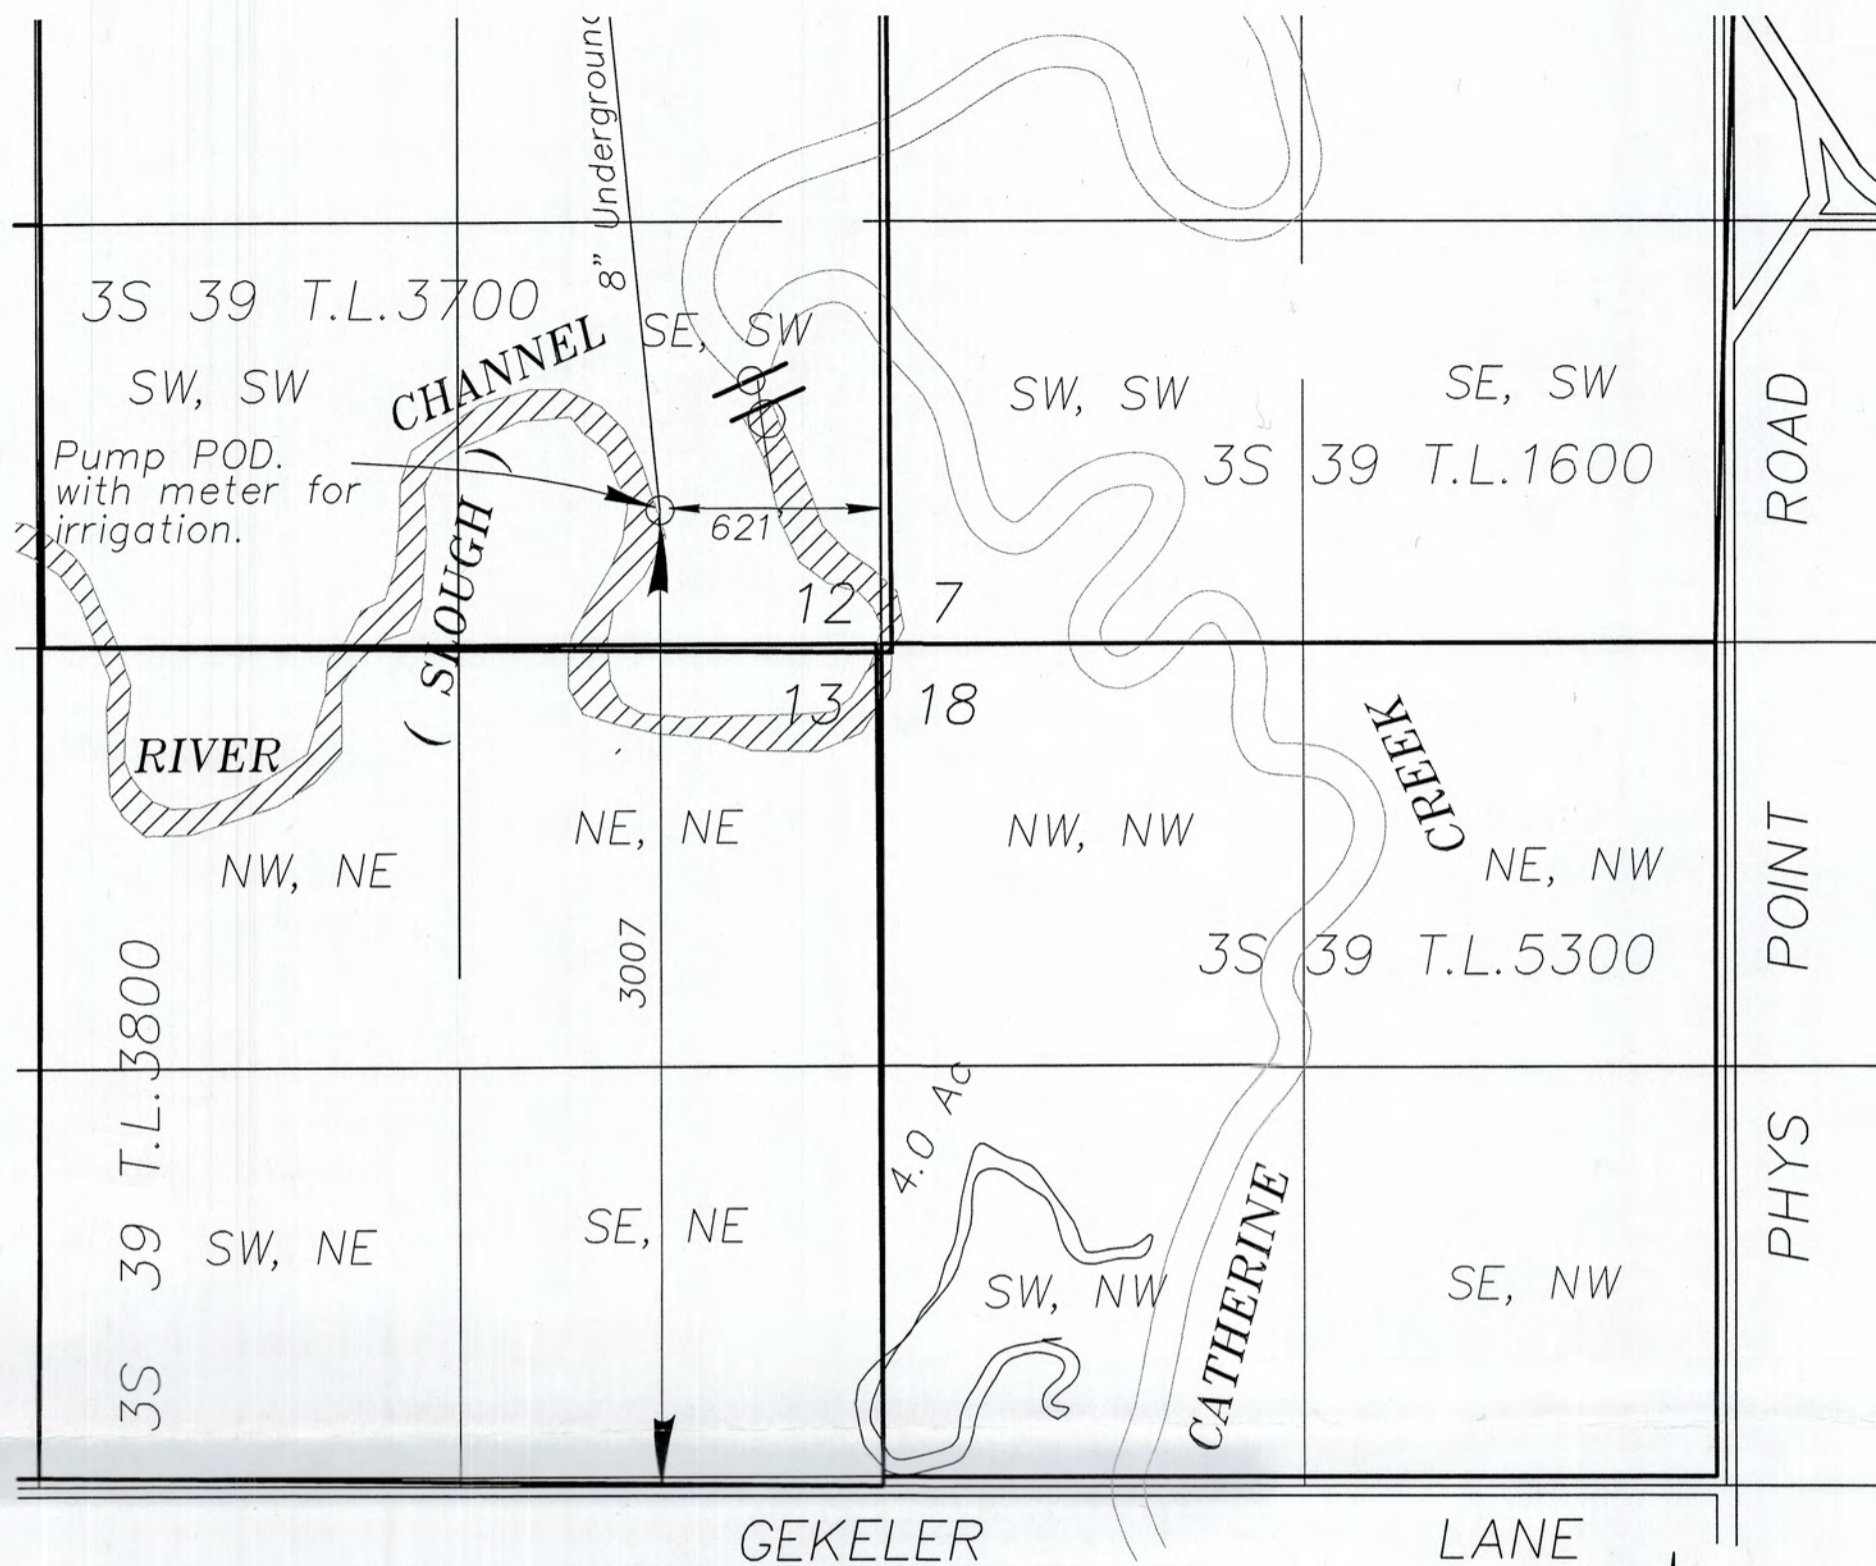 8" Underground
3S 39 T.L.3700
CHANNEL
SE, SW
SW, SW
SW, SW
SE, SW
Pump POD.
with meter for
irrigation.
3S 39 T.L.1600
ROAD
( SLOUGH )
621
12
7
13
18
RIVER
CREEK
NE, NE
NW, NW
NW, NE
NE, NW
POINT
3007
3S 39 T.L.5300
3S 39 T.L.3800
4.0 Ac
PHYS
SW, NE
SE, NE
SW, NW
SE, NW
CATHERINE
GEKELER LANE